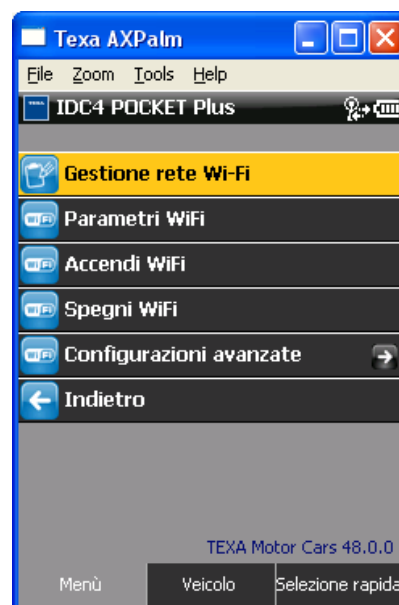 Texa AXPalm
File Zoom Tools Help
IDC4 POCKET Plus
Gestione rete Wi-Fi
Parametri WiFi
Accendi WiFi
Spegni WiFi
Configurazioni avanzate
Indietro
TEXA Motor Cars 48.0.0
Menù Veicolo Selezione rapida